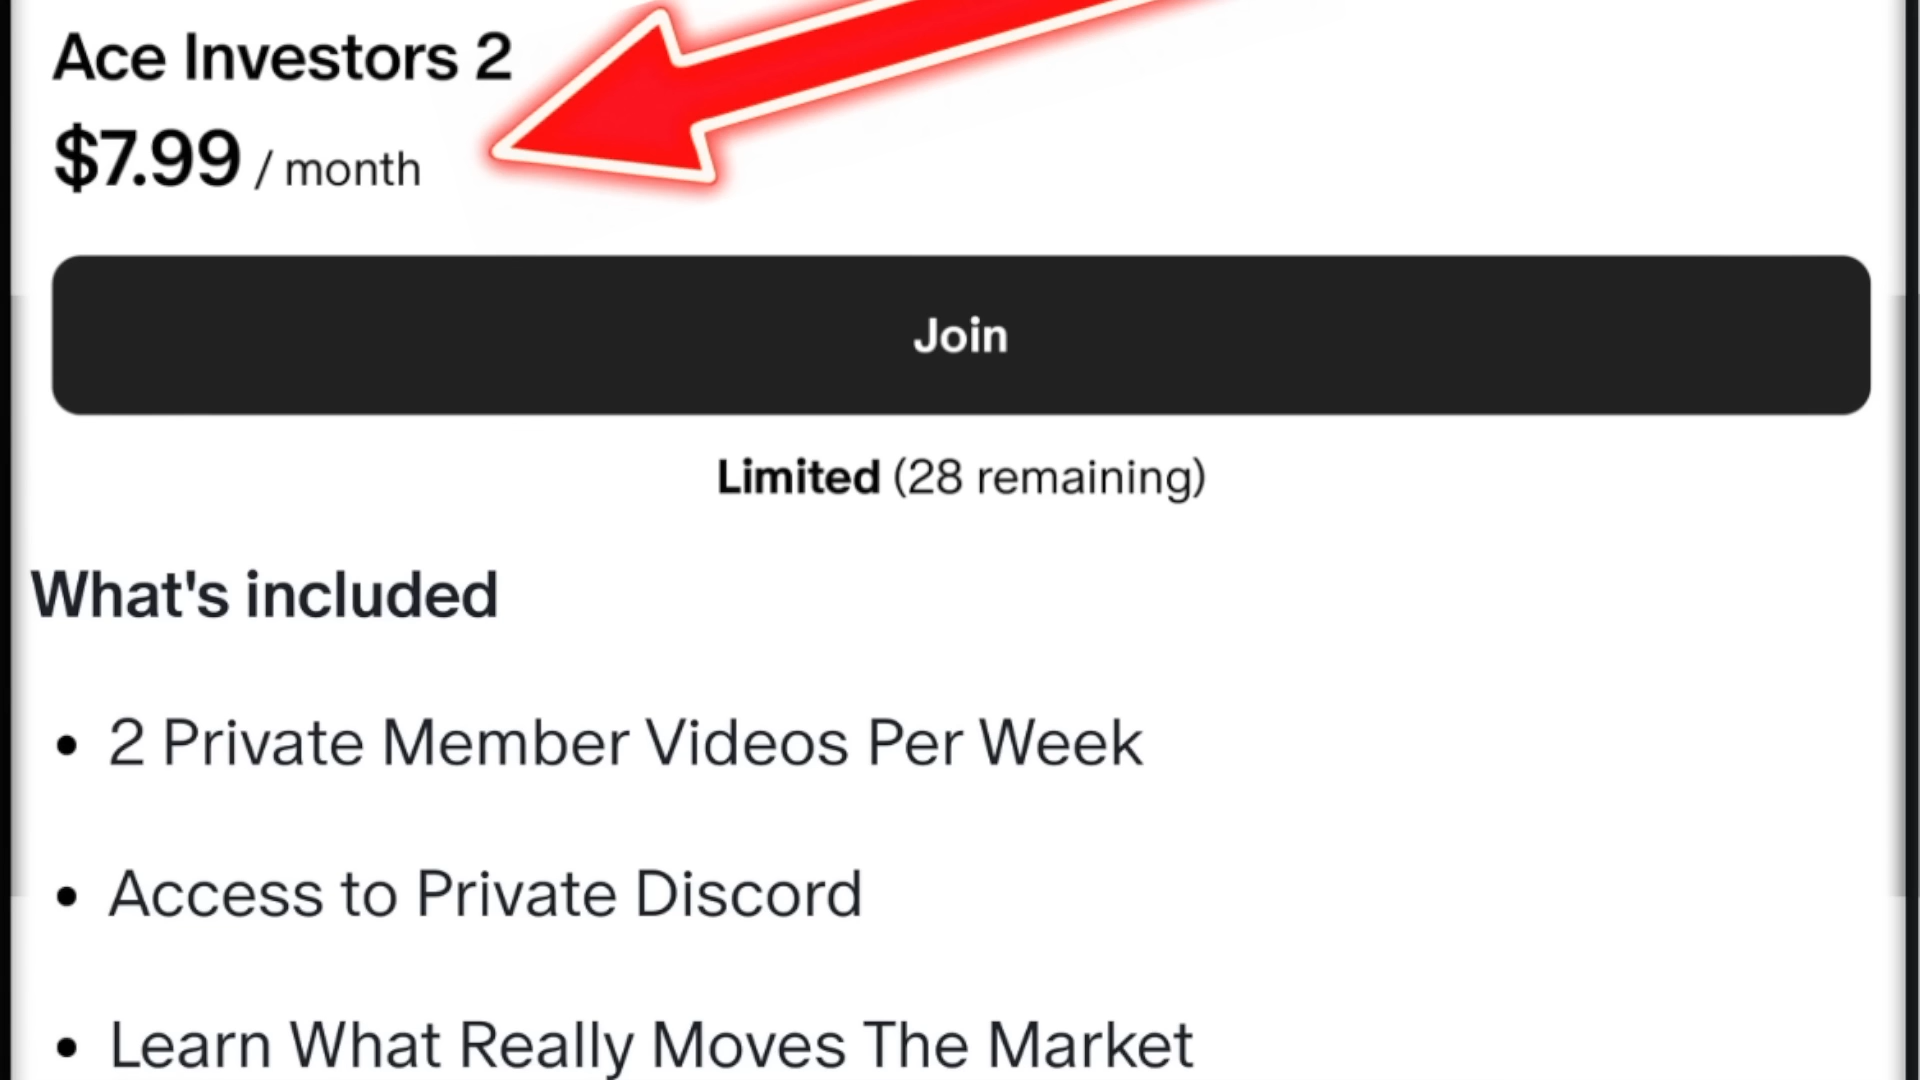 Ace Investors 2
$7.99 / month
Join
Limited (28 remaining)
What's included
• 2 Private Member Videos Per Week
• Access to Private Discord
• Learn What Really Moves The Market